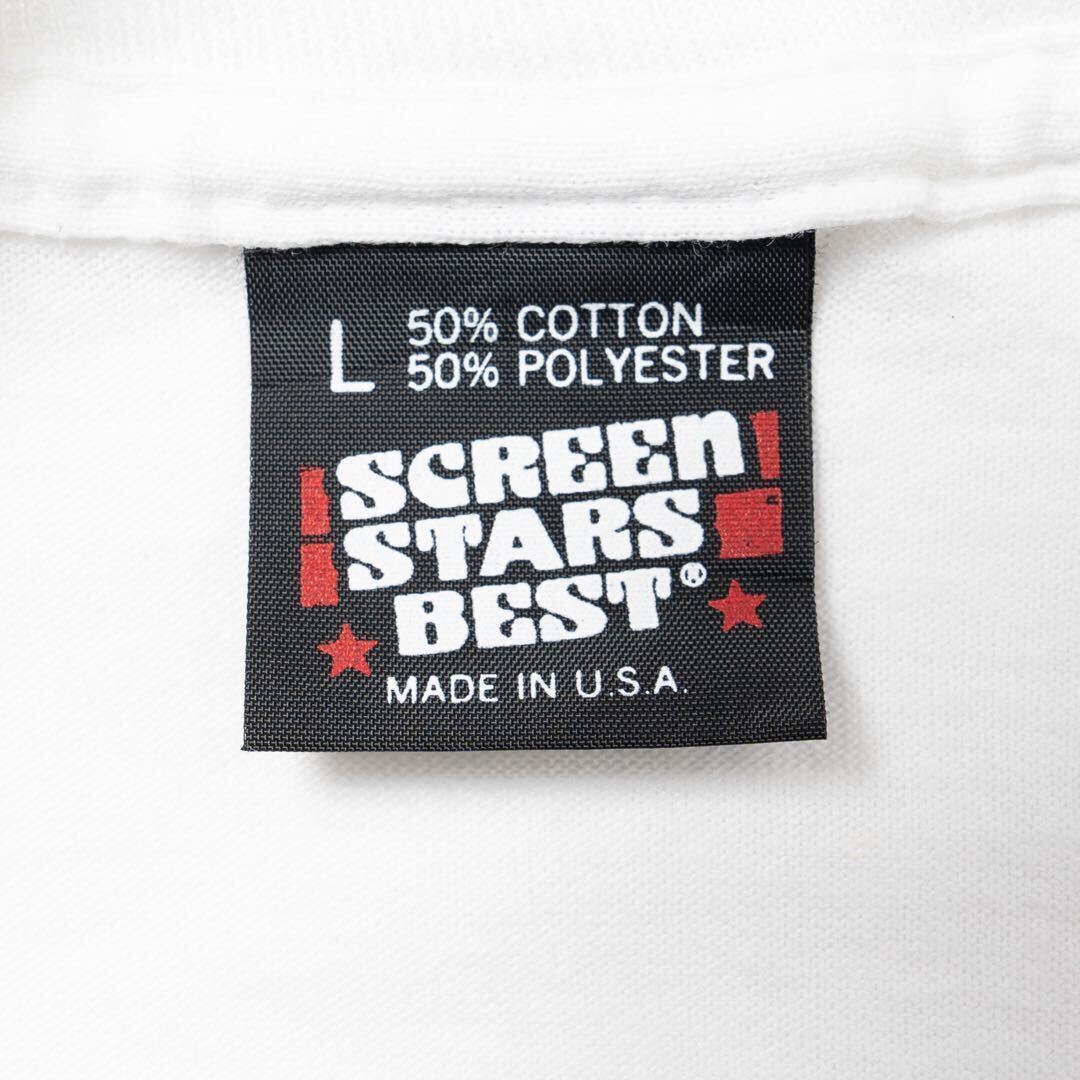 L 50% COTTON
50% POLYESTER
SCREEN
STARS
BEST®
MADE IN U.S.A.